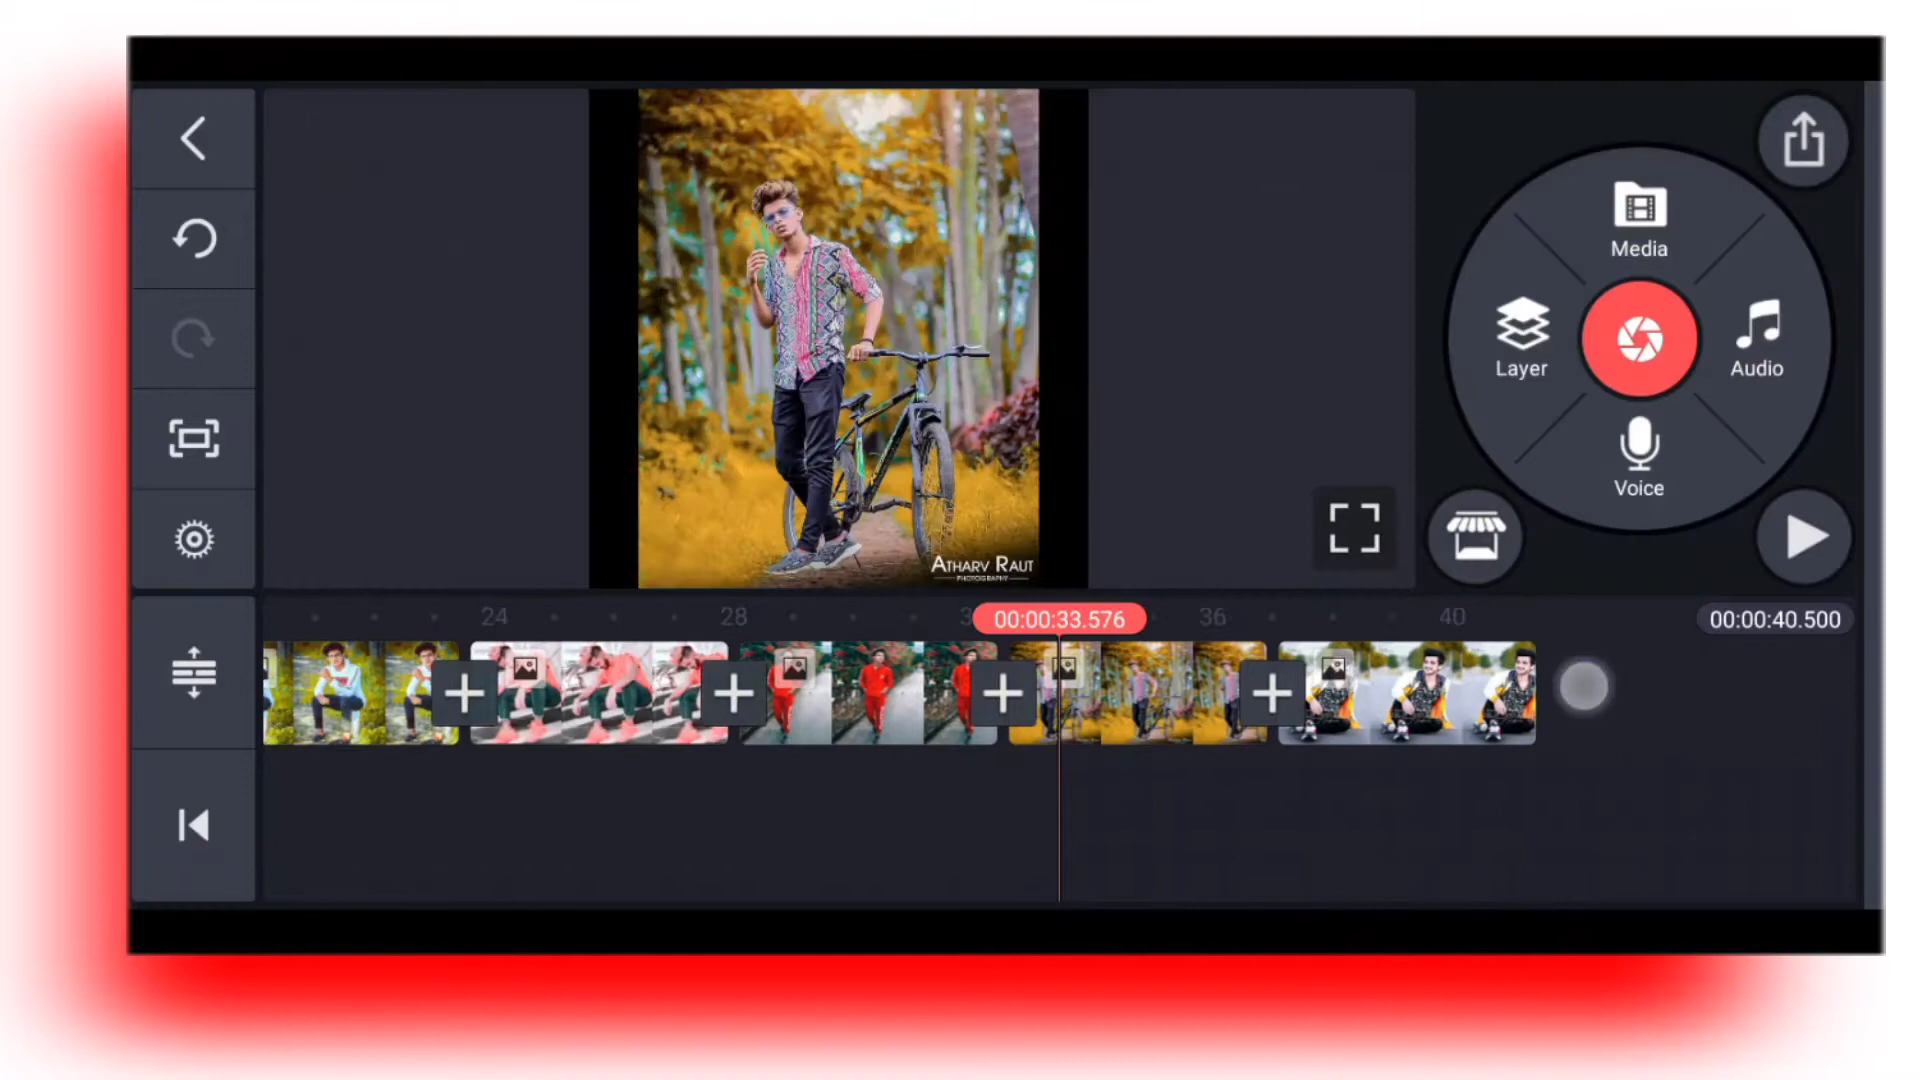 Media
Layer
Audio
Voice
ATHARV RAUT
PHOTOGRAPHY
24
28
00:00:33.576
36
40
00:00:40.500